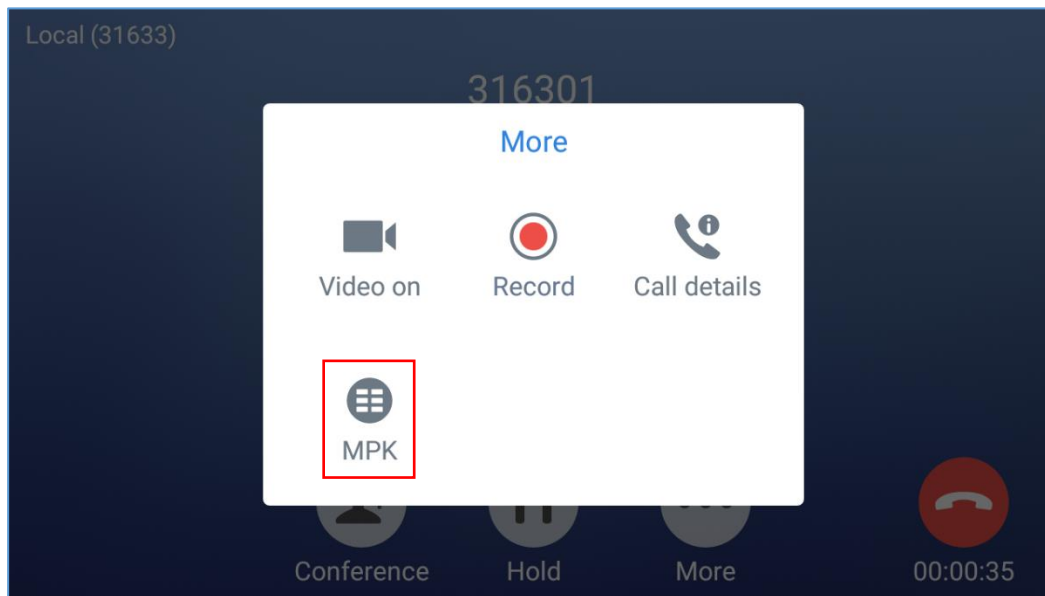 Local (31633)
316301
More
Video on
Record
Call details
MPK
Conference
Hold
More
00:00:35